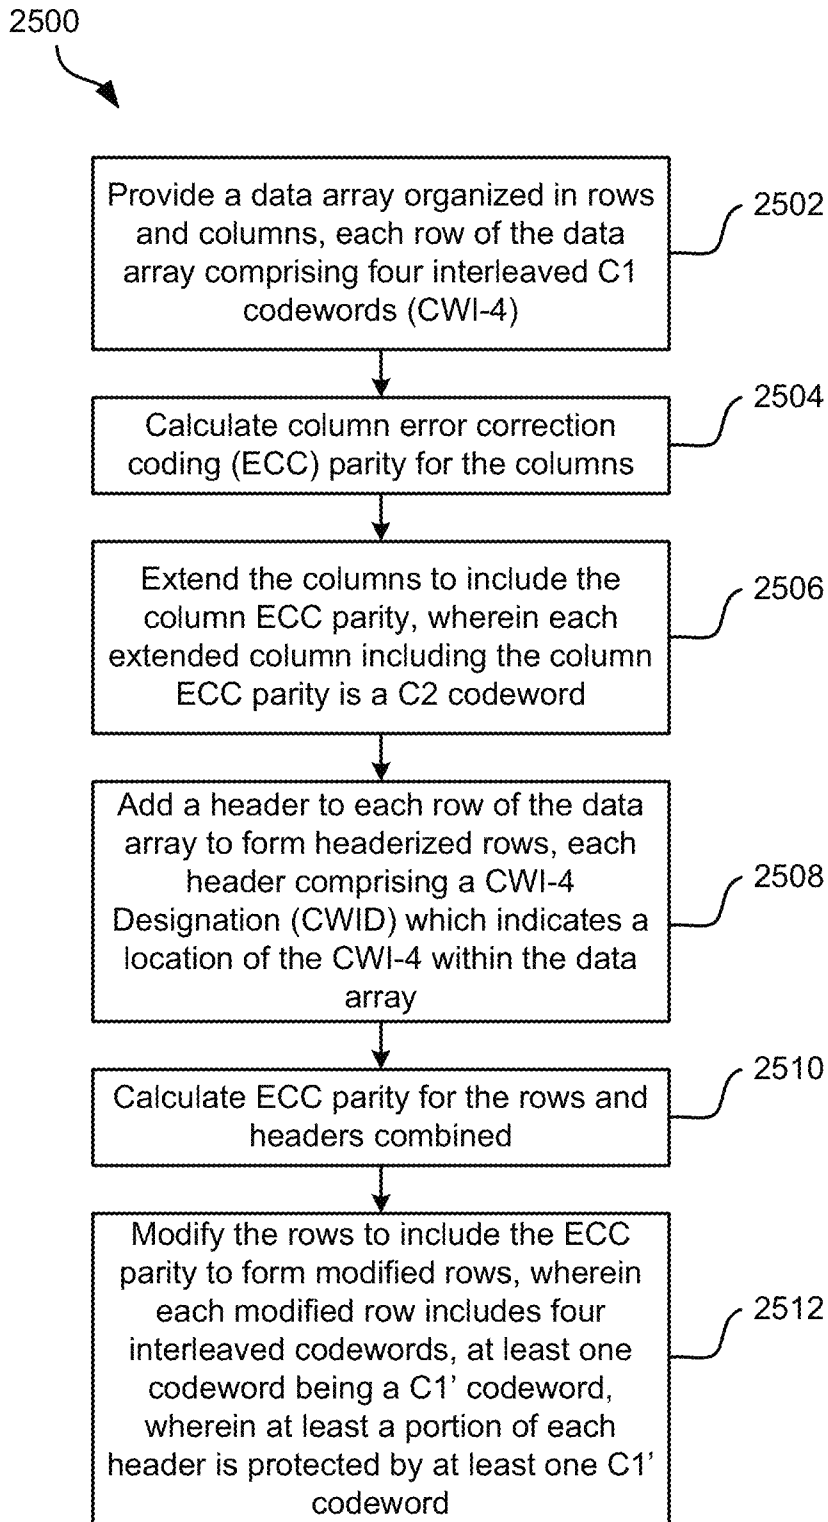 2500
Provide a data array organized in rows
and columns, each row of the data
array comprising four interleaved C1
codewords (CWI-4)
2502
Calculate column error correction
coding (ECC) parity for the columns
2504
Extend the columns to include the
column ECC parity, wherein each
extended column including the column
ECC parity is a C2 codeword
2506
Add a header to each row of the data
array to form headerized rows, each
header comprising a CWI-4
Designation (CWID) which indicates a
location of the CWI-4 within the data
array
2508
Calculate ECC parity for the rows and
headers combined
2510
Modify the rows to include the ECC
parity to form modified rows, wherein
each modified row includes four
interleaved codewords, at least one
codeword being a C1’ codeword,
wherein at least a portion of each
header is protected by at least one C1’
codeword
2512